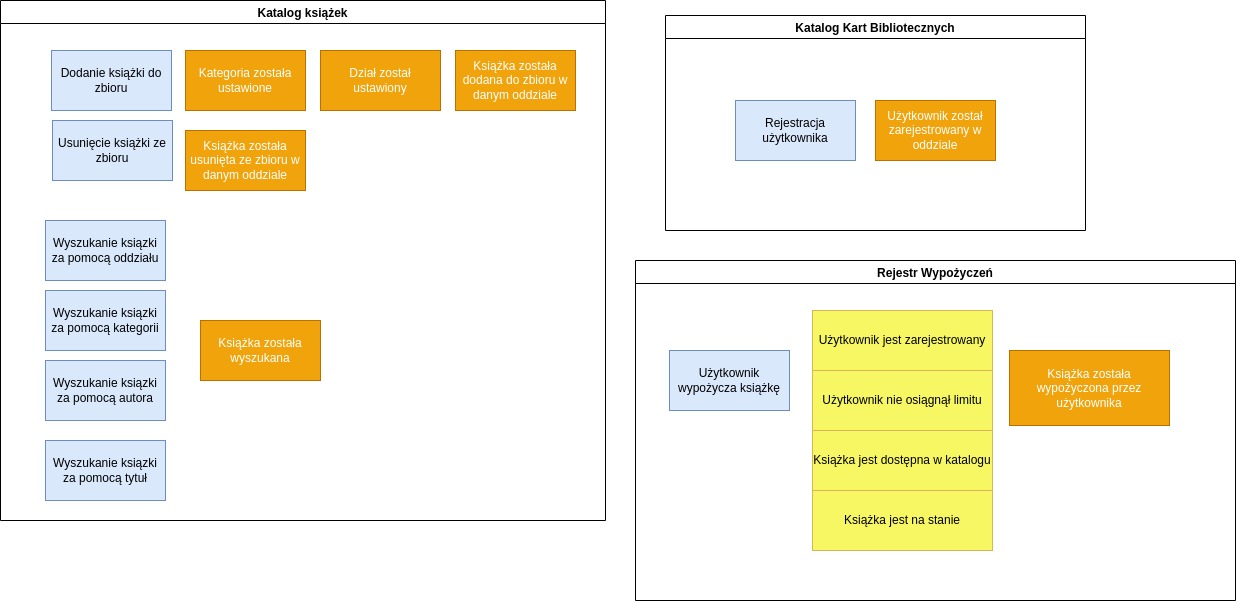 Katalog książek
Dodanie książki do
zbioru
Kategoria została
ustawione
Dział został
ustawiony
Książka została
dodana do zbioru w
danym oddziale
Usunięcie książki ze
zbioru
Książka została
usunięta ze zbioru w
danym oddziale
Wyszukanie ksiązki
za pomocą oddziału
Wyszukanie ksiązki
za pomocą kategorii
Książka została
wyszukana
Wyszukanie ksiązki
za pomocą autora
Wyszukanie ksiązki
za pomocą tytuł
Katalog Kart Bibliotecznych
Rejestracja
użytkownika
Użytkownik został
zarejestrowany w
oddziale
Rejestr Wypożyczeń
Użytkownik
wypożycza książkę
Użytkownik jest zarejestrowany
Użytkownik nie osiągnął limitu
Książka jest dostępna w katalogu
Książka jest na stanie
Książka została
wypożyczona przez
użytkownika